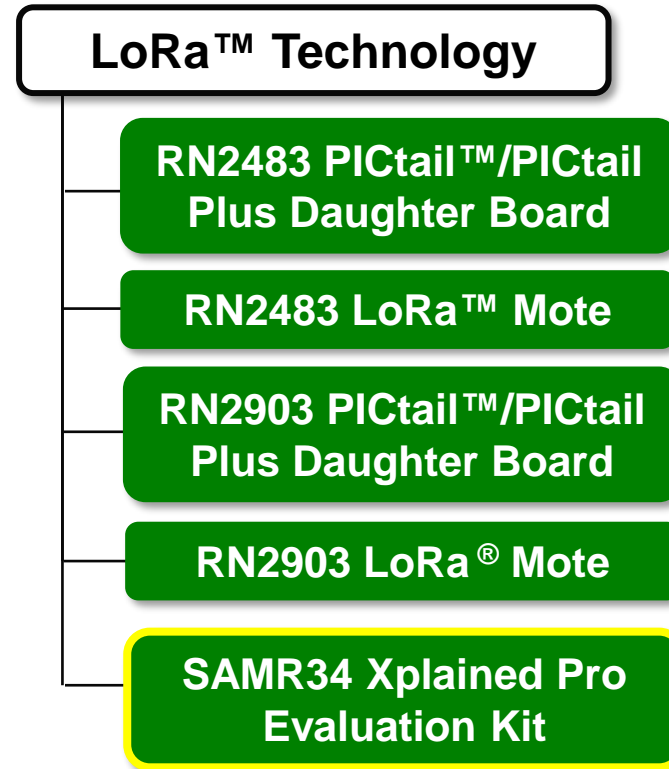 LoRa™ Technology
RN2483 PICtail™/PICtail
Plus Daughter Board
RN2483 LoRa™ Mote
RN2903 PICtail™/PICtail
Plus Daughter Board
RN2903 LoRa ® Mote
SAMR34 Xplained Pro
Evaluation Kit